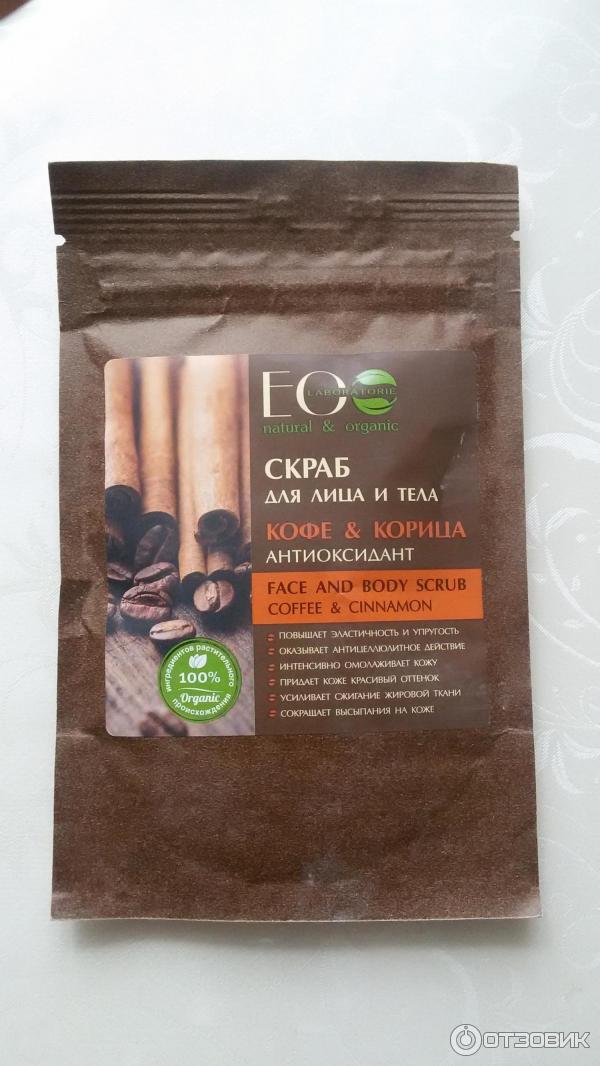 EO
LABORATORIE
natural & organic
СКРАБ
ДЛЯ ЛИЦА И ТЕЛА
КОФЕ & КОРИЦА
АНТИОКСИДАНТ
FACE AND BODY SCRUB
COFFEE & CINNAMON
ПОВЫШАЕТ ЭЛАСТИЧНОСТЬ И УПРУГОСТЬ
ОКАЗЫВАЕТ АНТИЦЕЛЛЮЛИТНОЕ ДЕЙСТВИЕ
ИНТЕНСИВНО ОМОЛАЖИВАЕТ КОЖУ
ПРИДАЕТ КОЖЕ КРАСИВЫЙ ОТТЕНОК
УСИЛИВАЕТ СЖИГАНИЕ ЖИРОВОЙ ТКАНИ
СОКРАЩАЕТ ВЫСЫПАНИЯ НА КОЖЕ
ингредиентов растительного
100%
Organic
происхождения
ОТЗОВИК